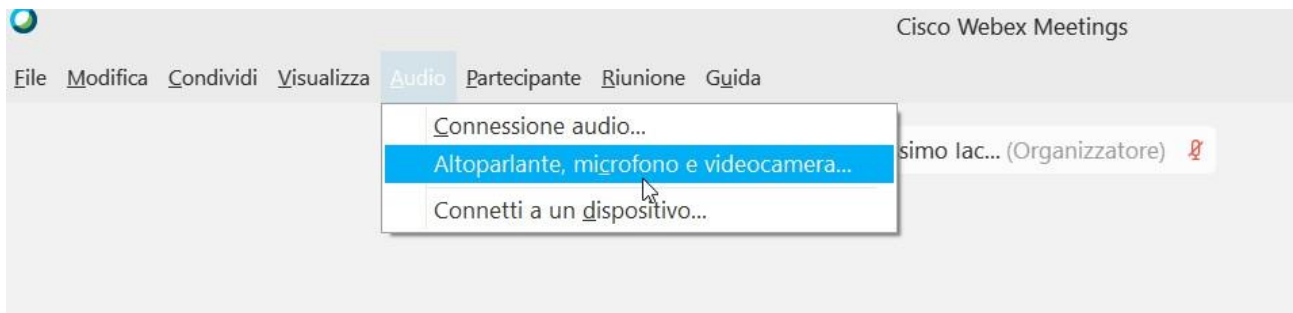 Cisco Webex Meetings
File Modifica Condividi Visualizza Audio Partecipante Riunione Guida
Connessione audio...
Altoparlante, microfono e videocamera...
simo Iac... (Organizzatore)
Connetti a un dispositivo...